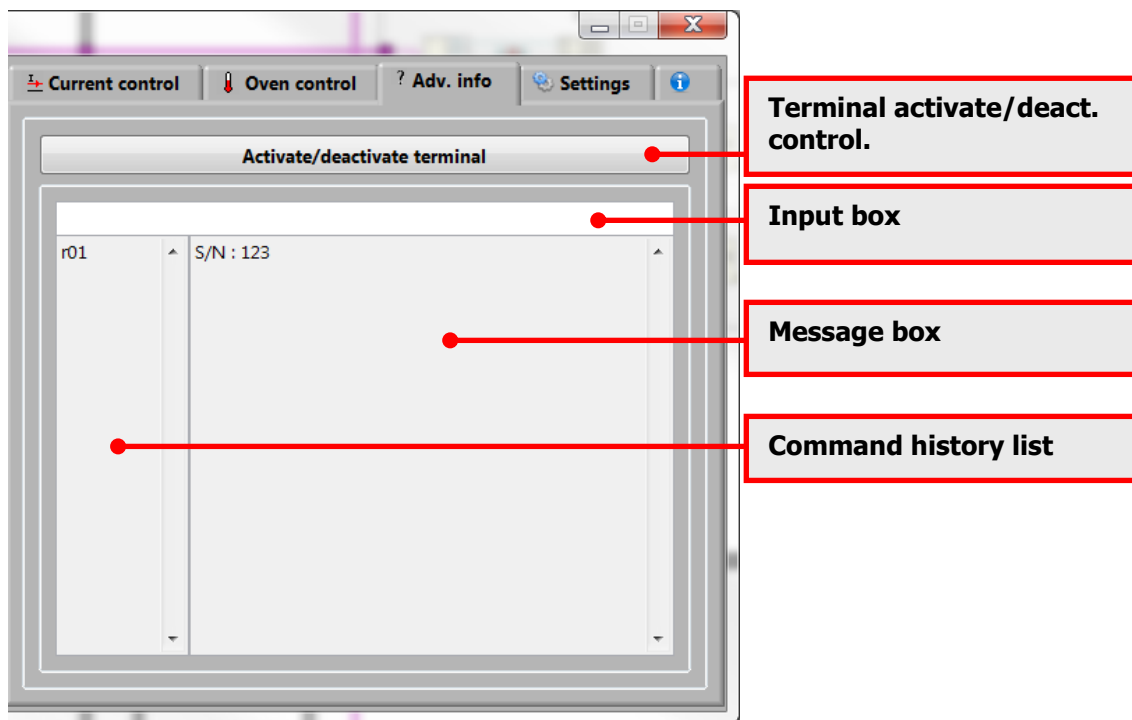 Current control Oven control ? Adv. info Settings
Activate/deactivate terminal
r01 S/N : 123
Terminal activate/deact.
control.
Input box
Message box
Command history list